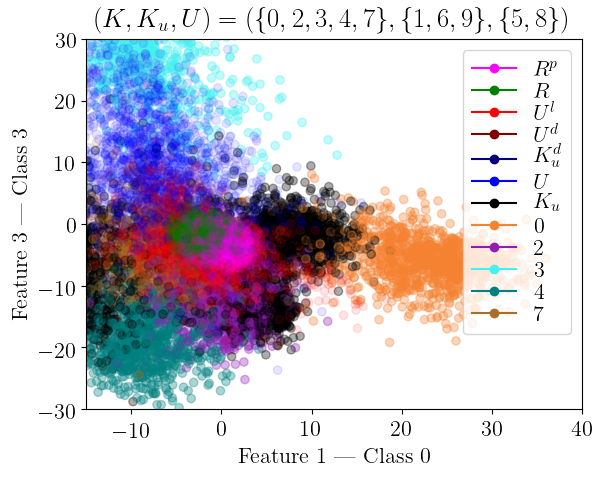 (K, K_u, U) = ({0, 2, 3, 4, 7}, {1, 6, 9}, {5, 8})
30
20
10
0
−10
−20
−30
Feature 3 — Class 3
−10
0
10
20
30
40
Feature 1 — Class 0
R^p
R
U^l
U^d
K_u^d
U
K_u
0
2
3
4
7